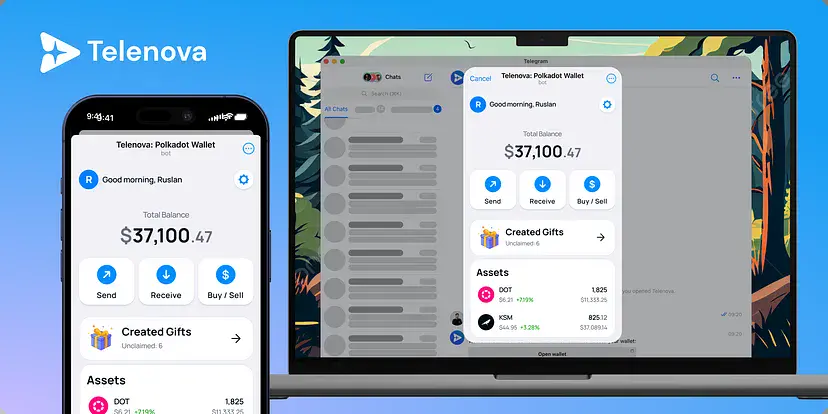 Telenova
9:41
Telenova: Polkadot Wallet
bot
R
Good morning, Ruslan
Total Balance
$37,100.47
Send
Receive
Buy / Sell
Created Gifts
Unclaimed: 6
Assets
DOT
1,825
$6.21 +7.19%
$11,333.25
Telegram
Chats
Search (⌘K)
All Chats
4
Cancel
Telenova: Polkadot Wallet
bot
R
Good morning, Ruslan
Total Balance
$37,100.47
Send
Receive
Buy / Sell
Created Gifts
Unclaimed: 6
Assets
DOT
1,825
$6.21 +7.19%
$11,333.25
KSM
825.12
$44.95 +3.28%
$37,089.14
you opened Telenova.
09:20
09:20
your wallet:
Open wallet